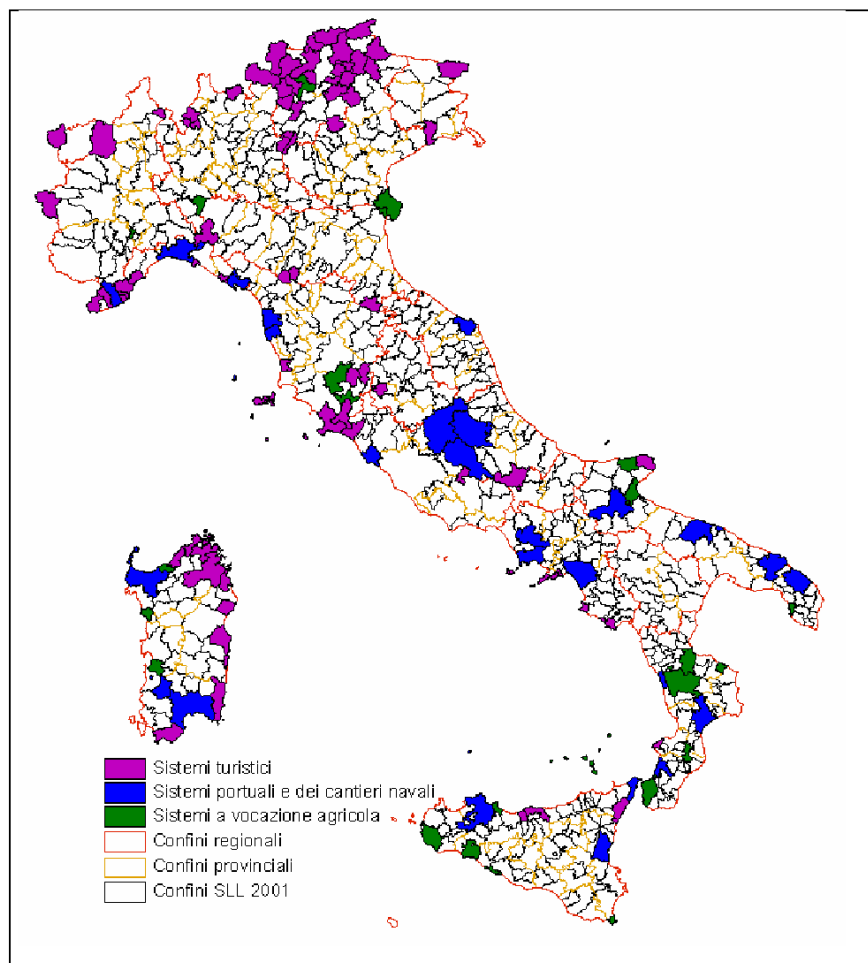 Sistemi turistici
Sistemi portuali e dei cantieri navali
Sistemi a vocazione agricola
Confini regionali
Confini provinciali
Confini SLL 2001